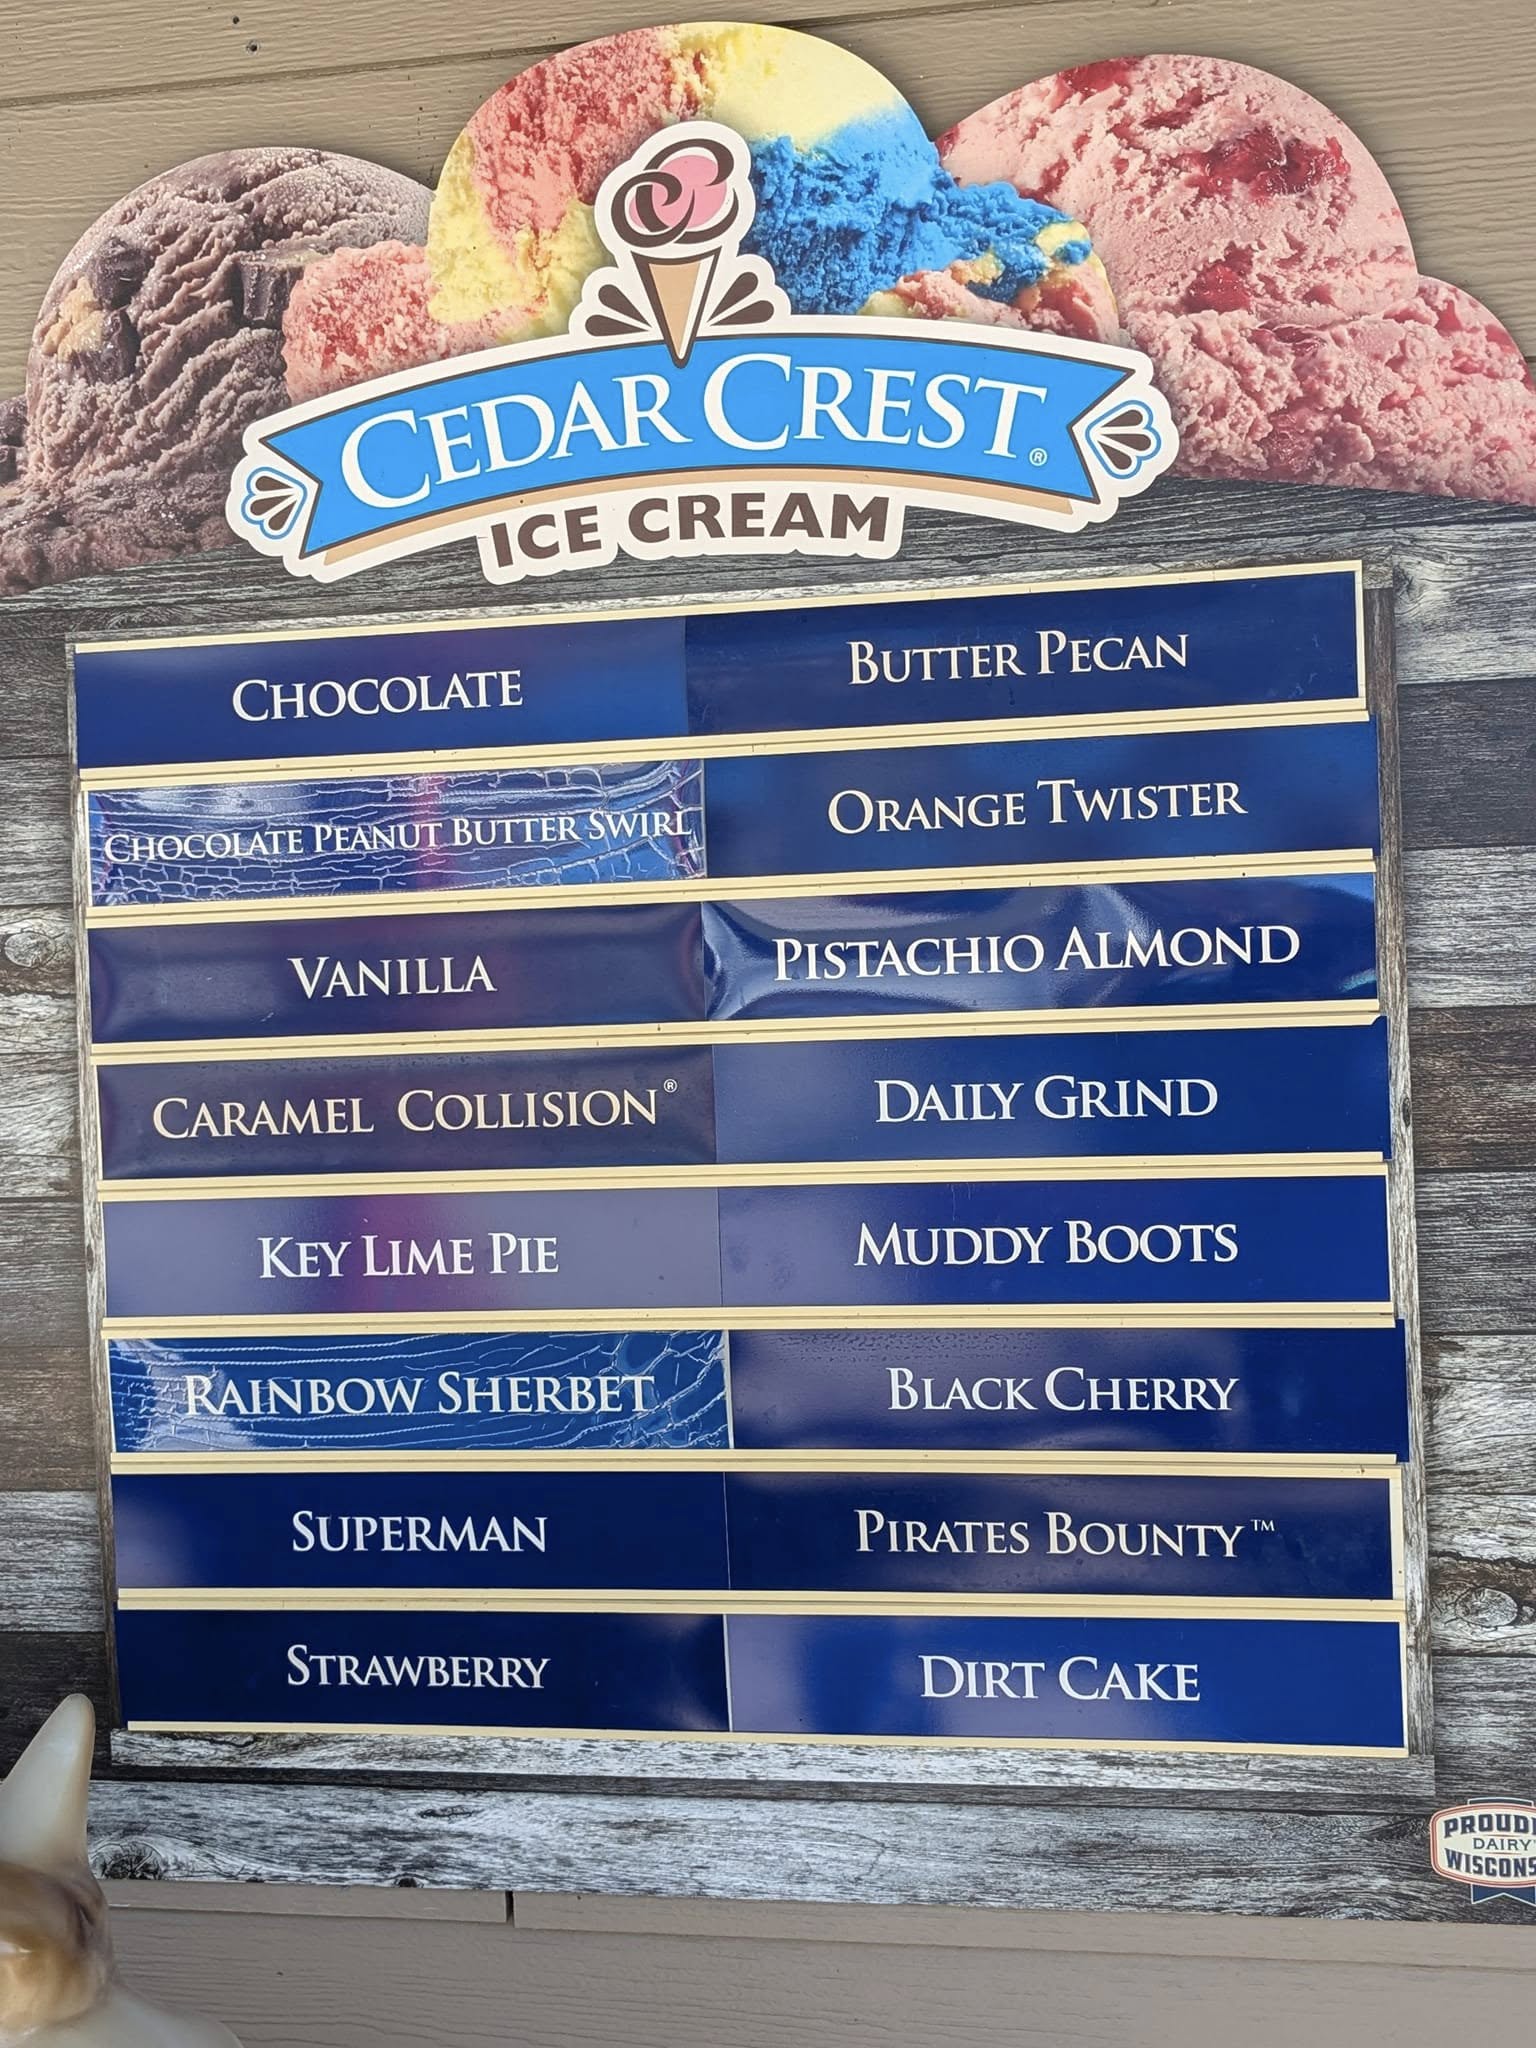 CEDAR CREST®
ICE CREAM
CHOCOLATE
BUTTER PECAN
CHOCOLATE PEANUT BUTTER SWIRL
ORANGE TWISTER
VANILLA
PISTACHIO ALMOND
CARAMEL COLLISION®
DAILY GRIND
KEY LIME PIE
MUDDY BOOTS
RAINBOW SHERBET
BLACK CHERRY
SUPERMAN
PIRATES BOUNTY™
STRAWBERRY
DIRT CAKE
DAIRY